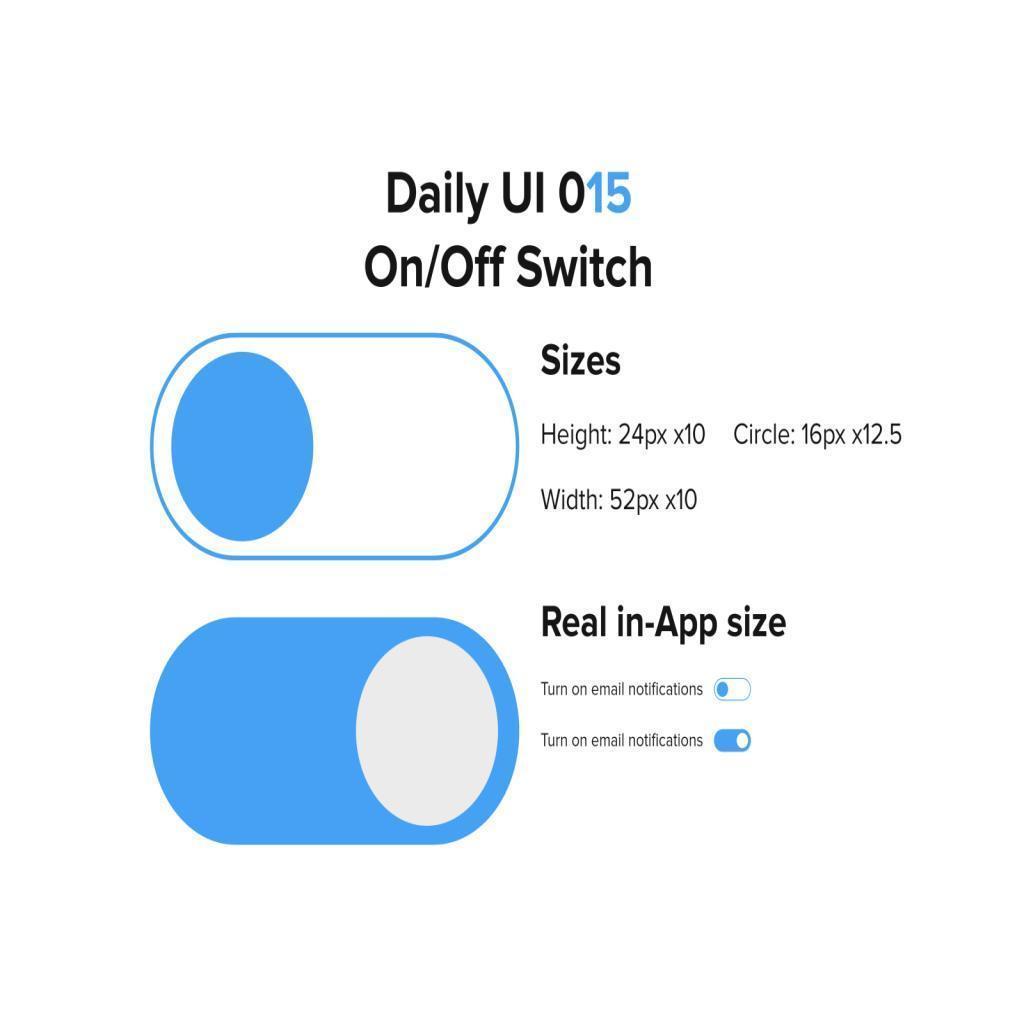 Daily UI 015
On/Off Switch
Sizes
Height: 24px x10 Circle: 16px x12.5
Width: 52px x10
Real in-App size
Turn on email notifications
Turn on email notifications